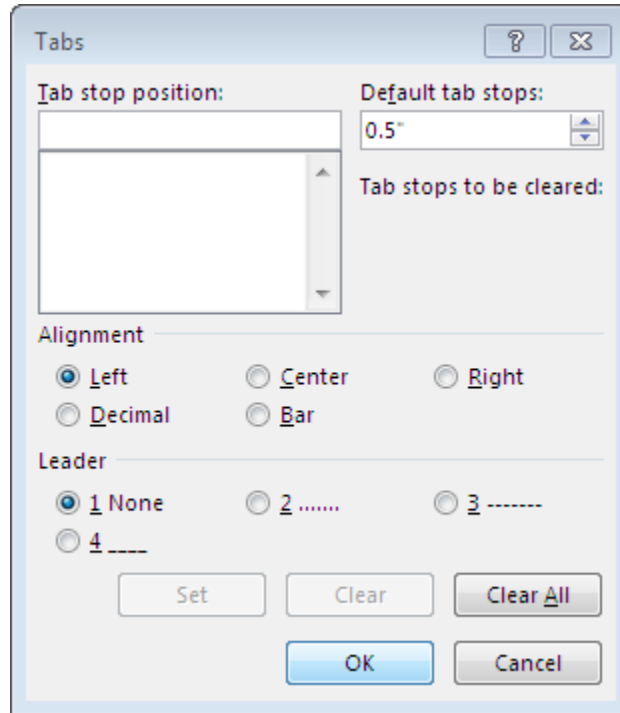 Tabs
Tab stop position:
Default tab stops:
0.5"
Tab stops to be cleared:
Alignment
Left
Center
Right
Decimal
Bar
Leader
1 None
2 .......
3 -------
4 ____
Set
Clear
Clear All
OK
Cancel